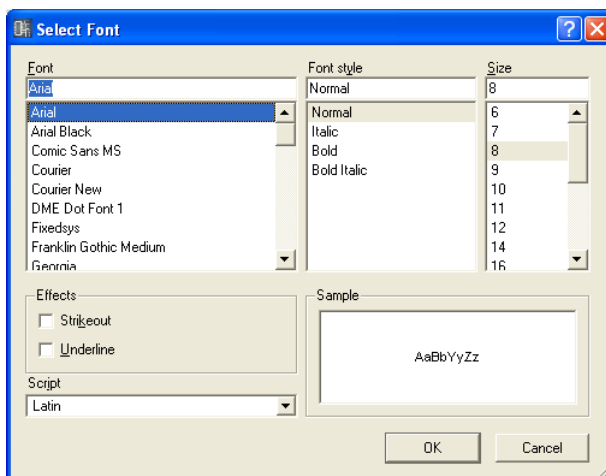 Select Font
Font
Font style
Size
Arial
Normal
8
Arial
Arial Black
Comic Sans MS
Courier
Courier New
DME Dot Font 1
Fixedsys
Franklin Gothic Medium
Georgia
Normal
Italic
Bold
Bold Italic
6
7
8
9
10
11
12
14
16
Effects
Strikeout
Underline
Sample
AaBbYyZz
Script
Latin
OK
Cancel